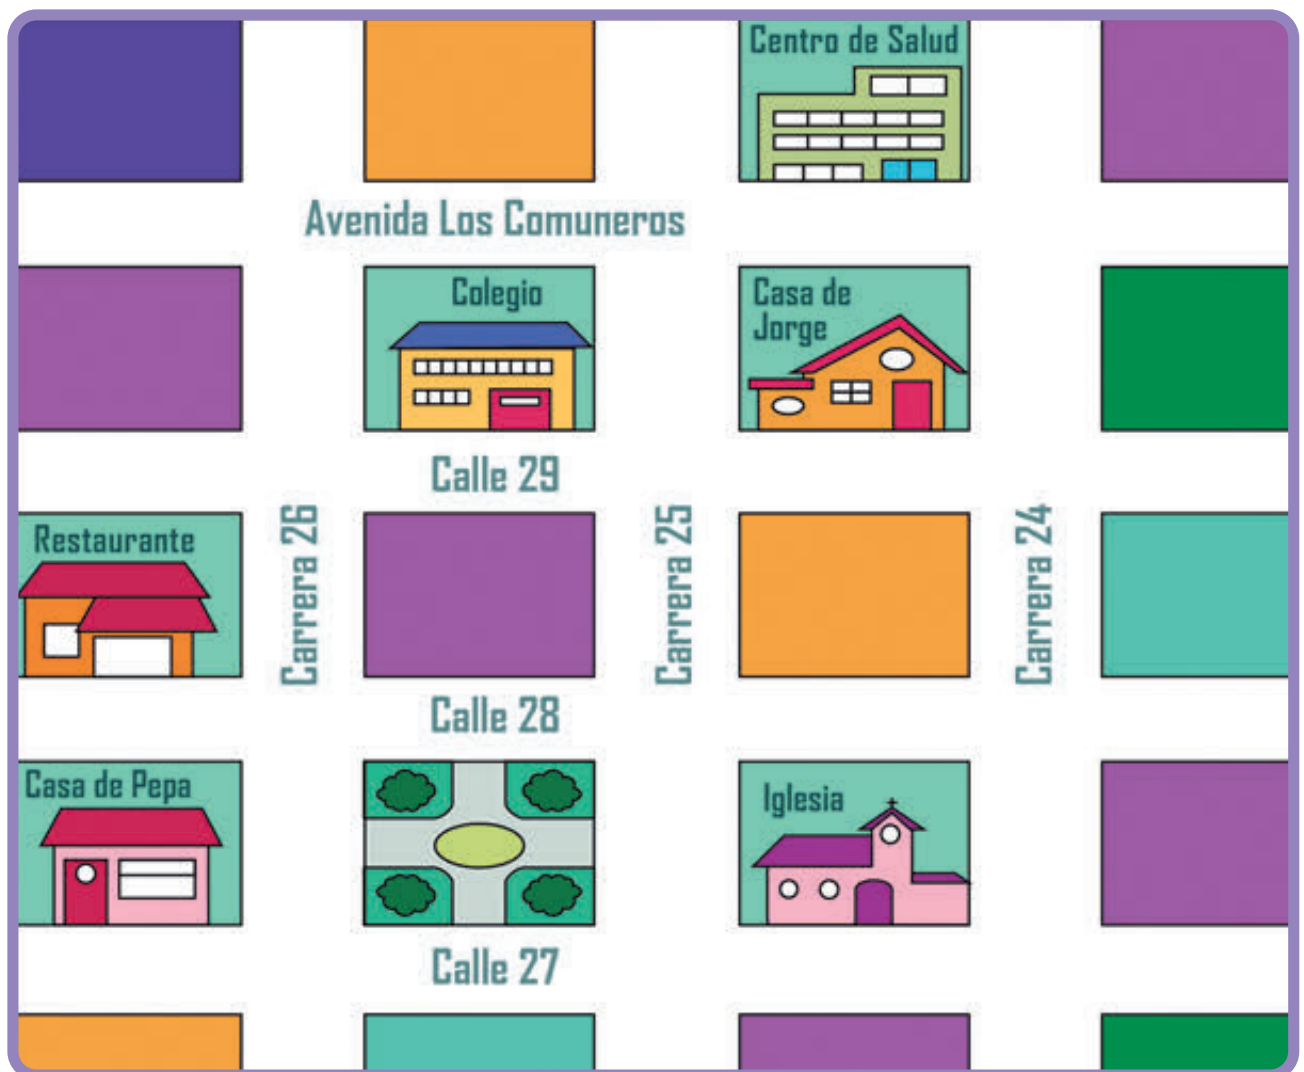 Centro de Salud
Avenida Los Comuneros
Colegio
Casa de
Jorge
Calle 29
Restaurante
Carrera 26
Carrera 25
Carrera 24
Calle 28
Casa de Pepa
Iglesia
Calle 27